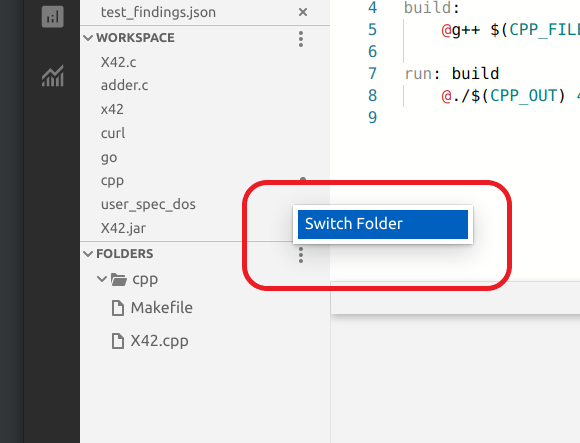 test_findings.json ×
WORKSPACE
X42.c
adder.c
x42
curl
go
cpp
user_spec_dos
X42.jar
Switch Folder
FOLDERS
cpp
Makefile
X42.cpp
4 build:
5 @g++ $(CPP_FILE
6
7 run: build
8 @./$(CPP_OUT) 4
9